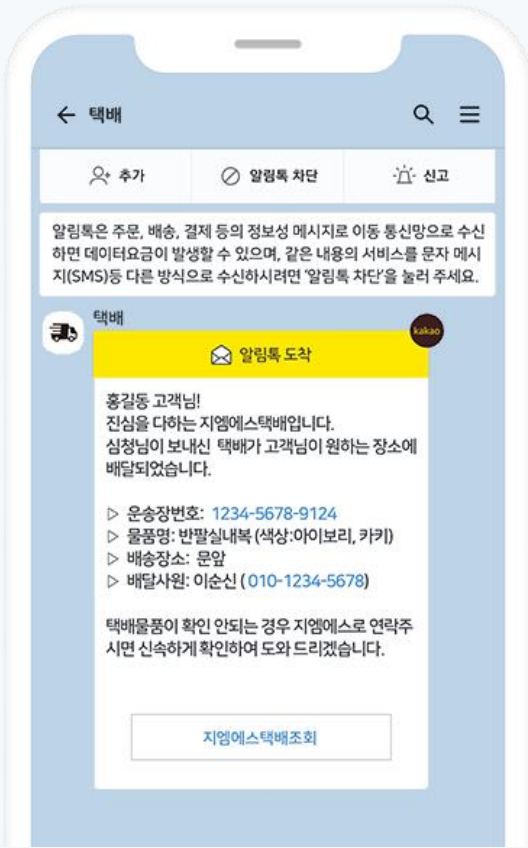 택배
추가
알림톡 차단
신고
알림톡은 주문, 배송, 결제 등의 정보성 메시지로 이동 통신망으로 수신
하면 데이터요금이 발생할 수 있으며, 같은 내용의 서비스를 문자 메시
지(SMS)등 다른 방식으로 수신하시려면 '알림톡 차단'을 눌러 주세요.
택배
kakao
알림톡 도착
홍길동 고객님!
진심을 다하는 지엠에스택배입니다.
심청님이 보내신 택배가 고객님이 원하는 장소에
배달되었습니다.
▷ 운송장번호: 1234-5678-9124
▷ 물품명: 반팔실내복 (색상:아이보리, 카키)
▷ 배송장소: 문앞
▷ 배달사원: 이순신 (010-1234-5678)
택배물품이 확인 안되는 경우 지엠에스로 연락주
시면 신속하게 확인하여 도와 드리겠습니다.
지엠에스택배조회